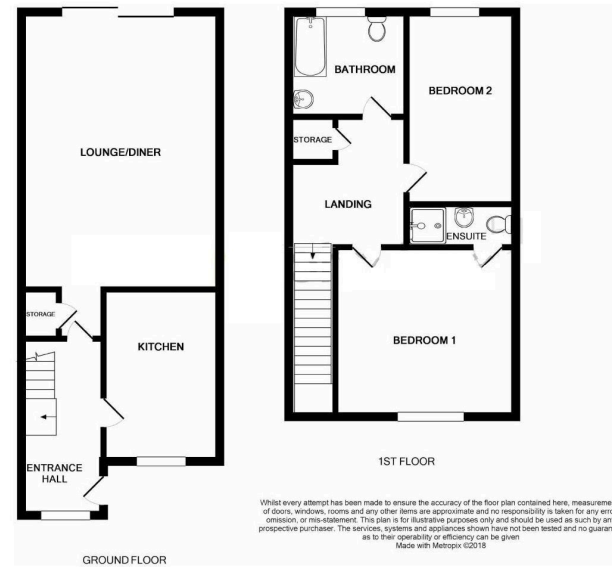 LOUNGE/DINER
STORAGE
KITCHEN
ENTRANCE
HALL
GROUND FLOOR
BATHROOM
BEDROOM 2
STORAGE
LANDING
ENSUITE
BEDROOM 1
1ST FLOOR
Whilst every attempt has been made to ensure the accuracy of the floor plan contained here,
of doors, windows, rooms and any other items are approximate and no responsibility is taken for any
omission, or mis-statement. This plan is for illustrative purposes only and should be used as such by
prospective purchaser. The services, systems and appliances shown have not been tested and no
as to their operability or efficiency can be given
Made with Metropix ©2018